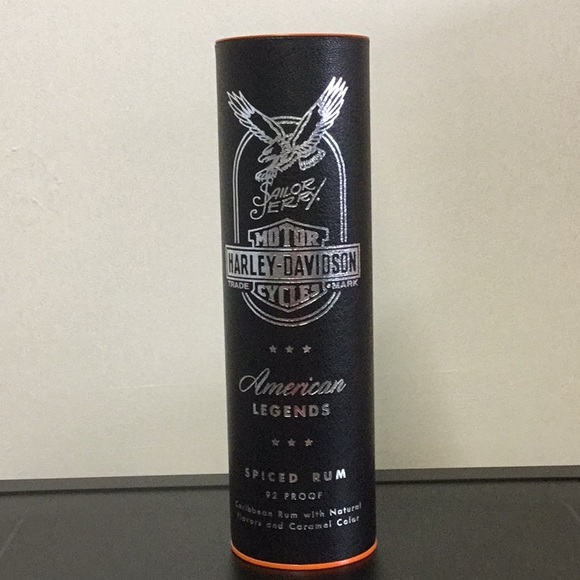 SAILOR
JERRY.
MOTOR
HARLEY-DAVIDSON
TRADE MARK
CYCLES
American
LEGENDS
SPICED RUM
92 PROOF
Caribbean Rum with Natural
Flavors and Caramel Color